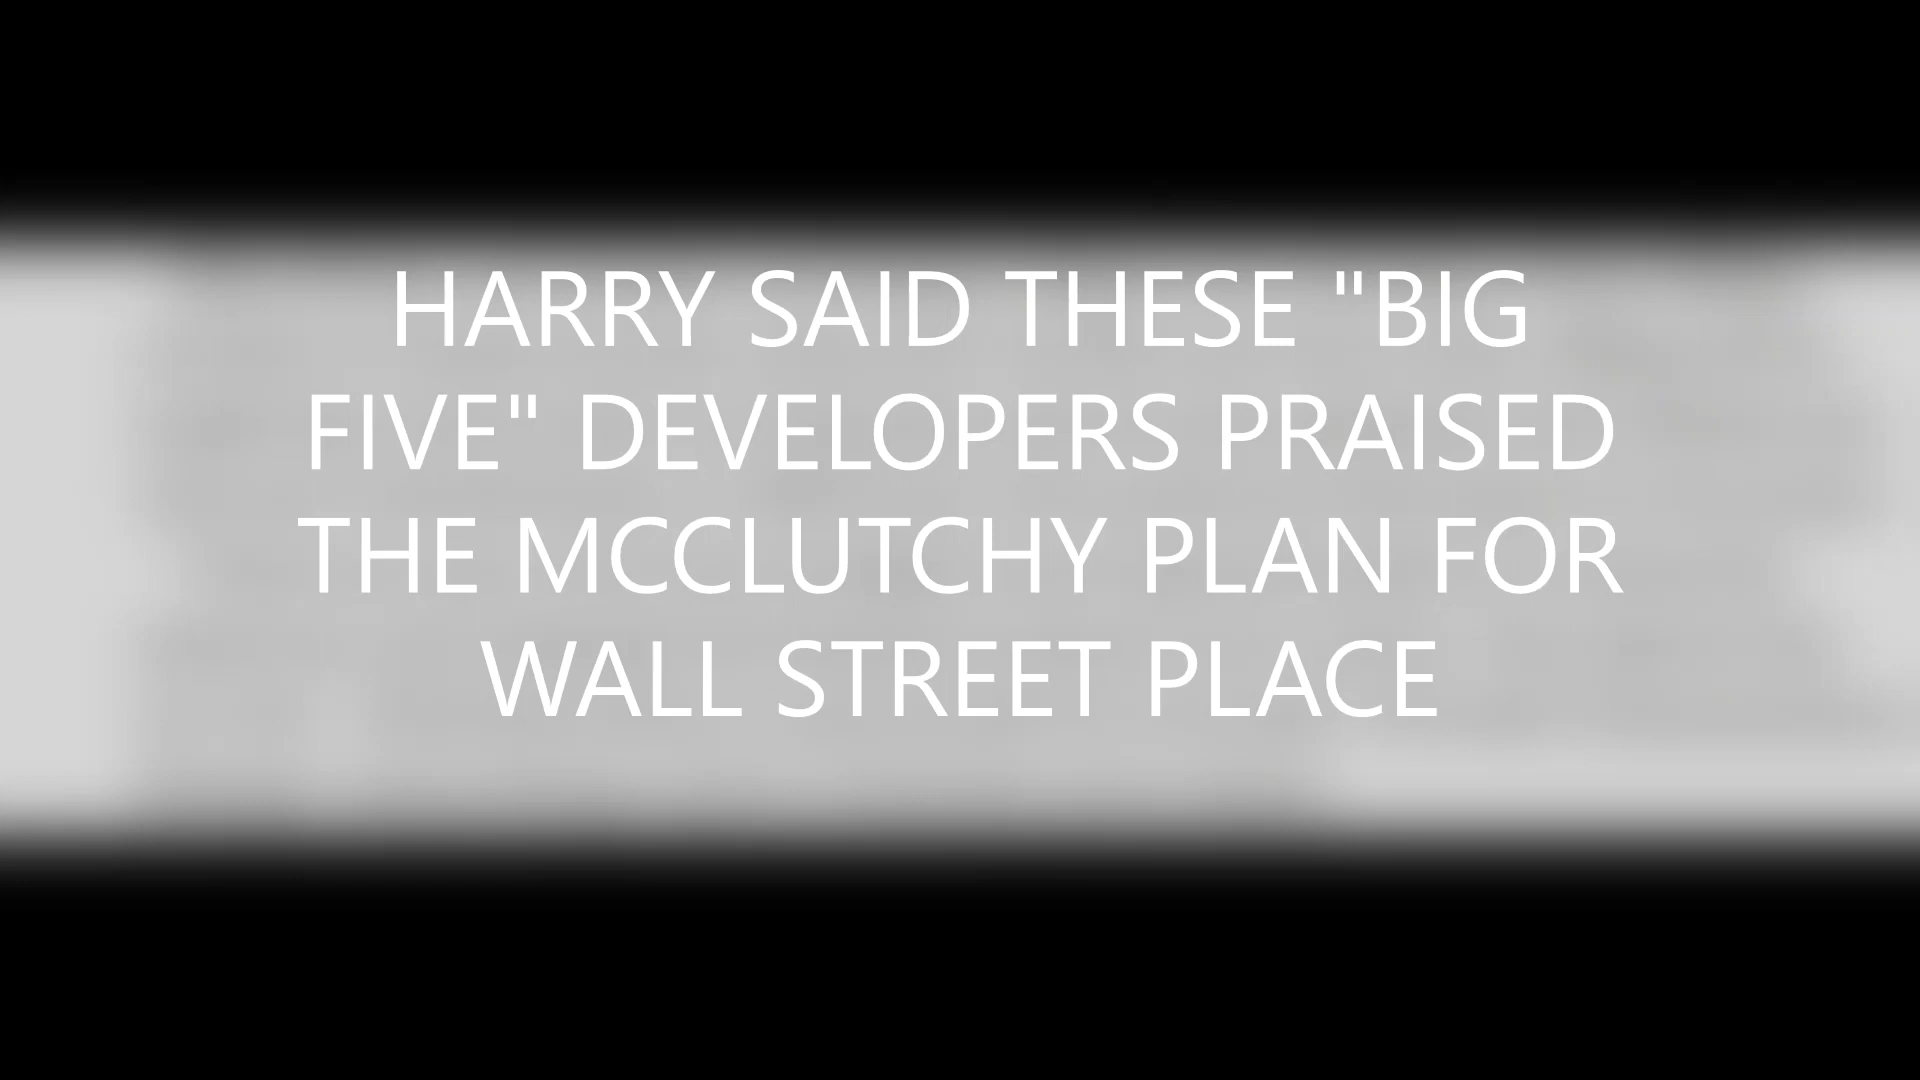 HARRY SAID THESE "BIG
FIVE" DEVELOPERS PRAISED
THE MCCLUTCHY PLAN FOR
WALL STREET PLACE